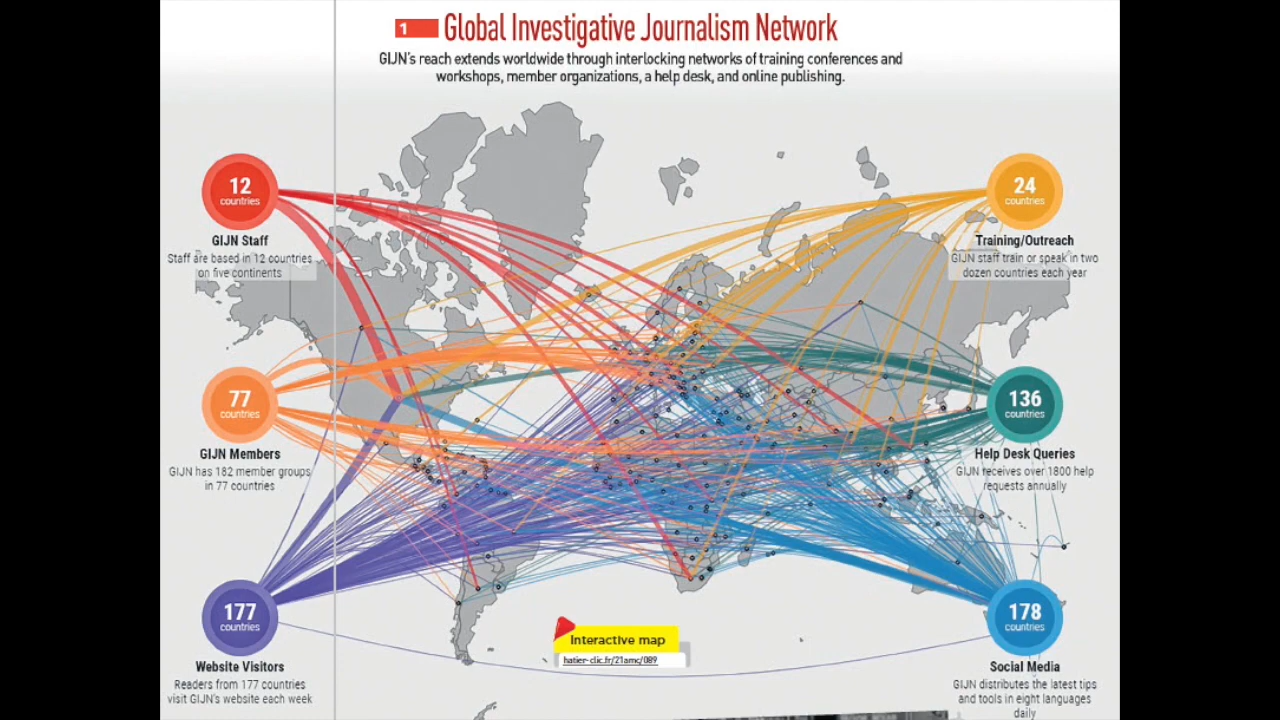 1 Global Investigative Journalism Network
GIJN's reach extends worldwide through interlocking networks of training conferences and
workshops, member organizations, a help desk, and online publishing.
12
countries
GIJN Staff
Staff are based in 12 countries
on five continents
24
countries
Training/Outreach
GIJN staff train or speak in two
dozen countries each year
77
countries
GIJN Members
GIJN has 182 member groups
in 77 countries
136
countries
Help Desk Queries
GIJN receives over 1800 help
requests annually
177
countries
Website Visitors
Readers from 177 countries
visit GIJN's website each week
178
countries
Social Media
GIJN distributes the latest tips
and tools in eight languages
daily
Interactive map
hatier-clic.fr/21amc/089